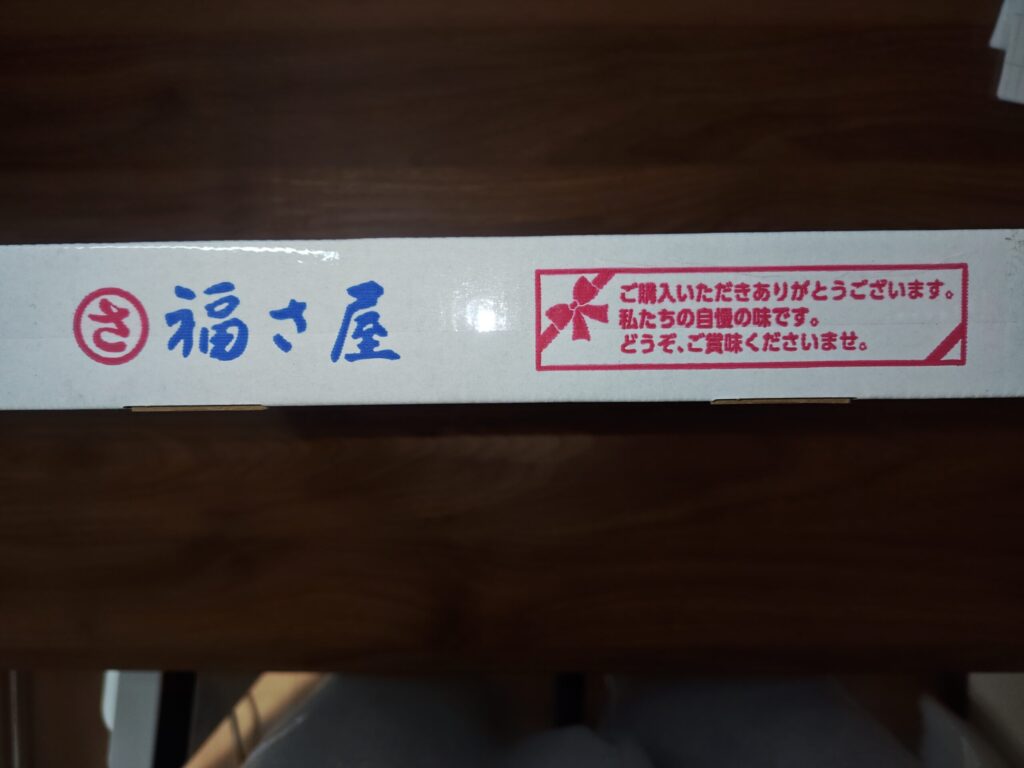 さ 福さ屋
ご購入いただきありがとうございます。
私たちの自慢の味です。
どうぞ、ご賞味くださいませ。